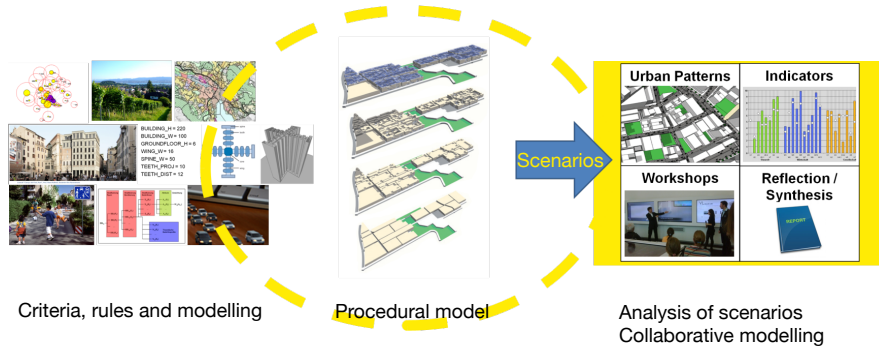 BUILDING_H = 220
BUILDING_W = 100
GROUNDFLOOR_H = 5
WING_W = 16
SPINE_W = 50
TEETH_PROJ = 10
TEETH_DIST = 12
Criteria, rules and modelling
Procedural model
Scenarios
Urban Patterns
Indicators
Workshops
Reflection /
Synthesis
REPORT
Analysis of scenarios
Collaborative modelling